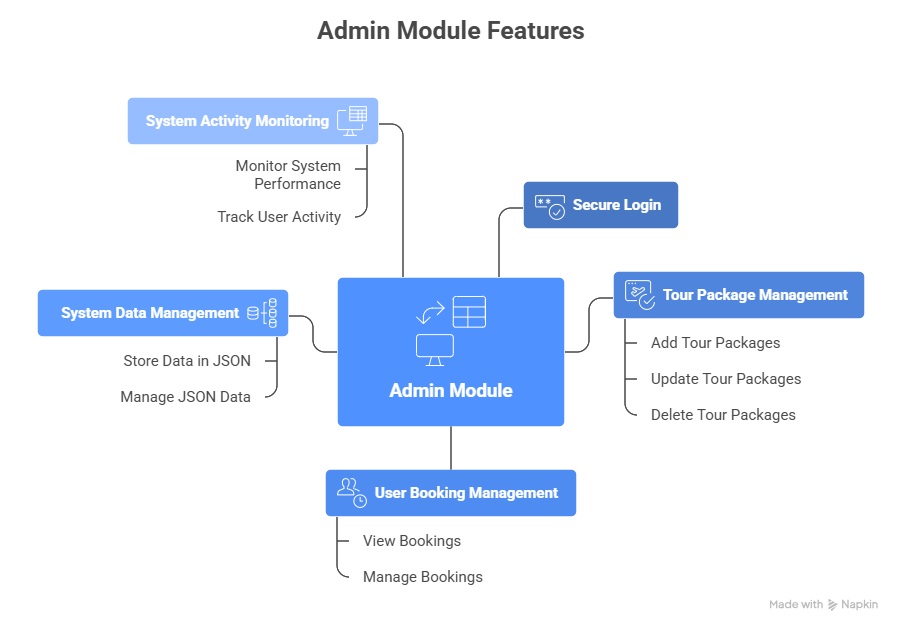 Admin Module Features
System Activity Monitoring
Monitor System
Performance
Track User Activity
Secure Login
System Data Management
Store Data in JSON
Manage JSON Data
Admin Module
Tour Package Management
Add Tour Packages
Update Tour Packages
Delete Tour Packages
User Booking Management
View Bookings
Manage Bookings
Made with Napkin